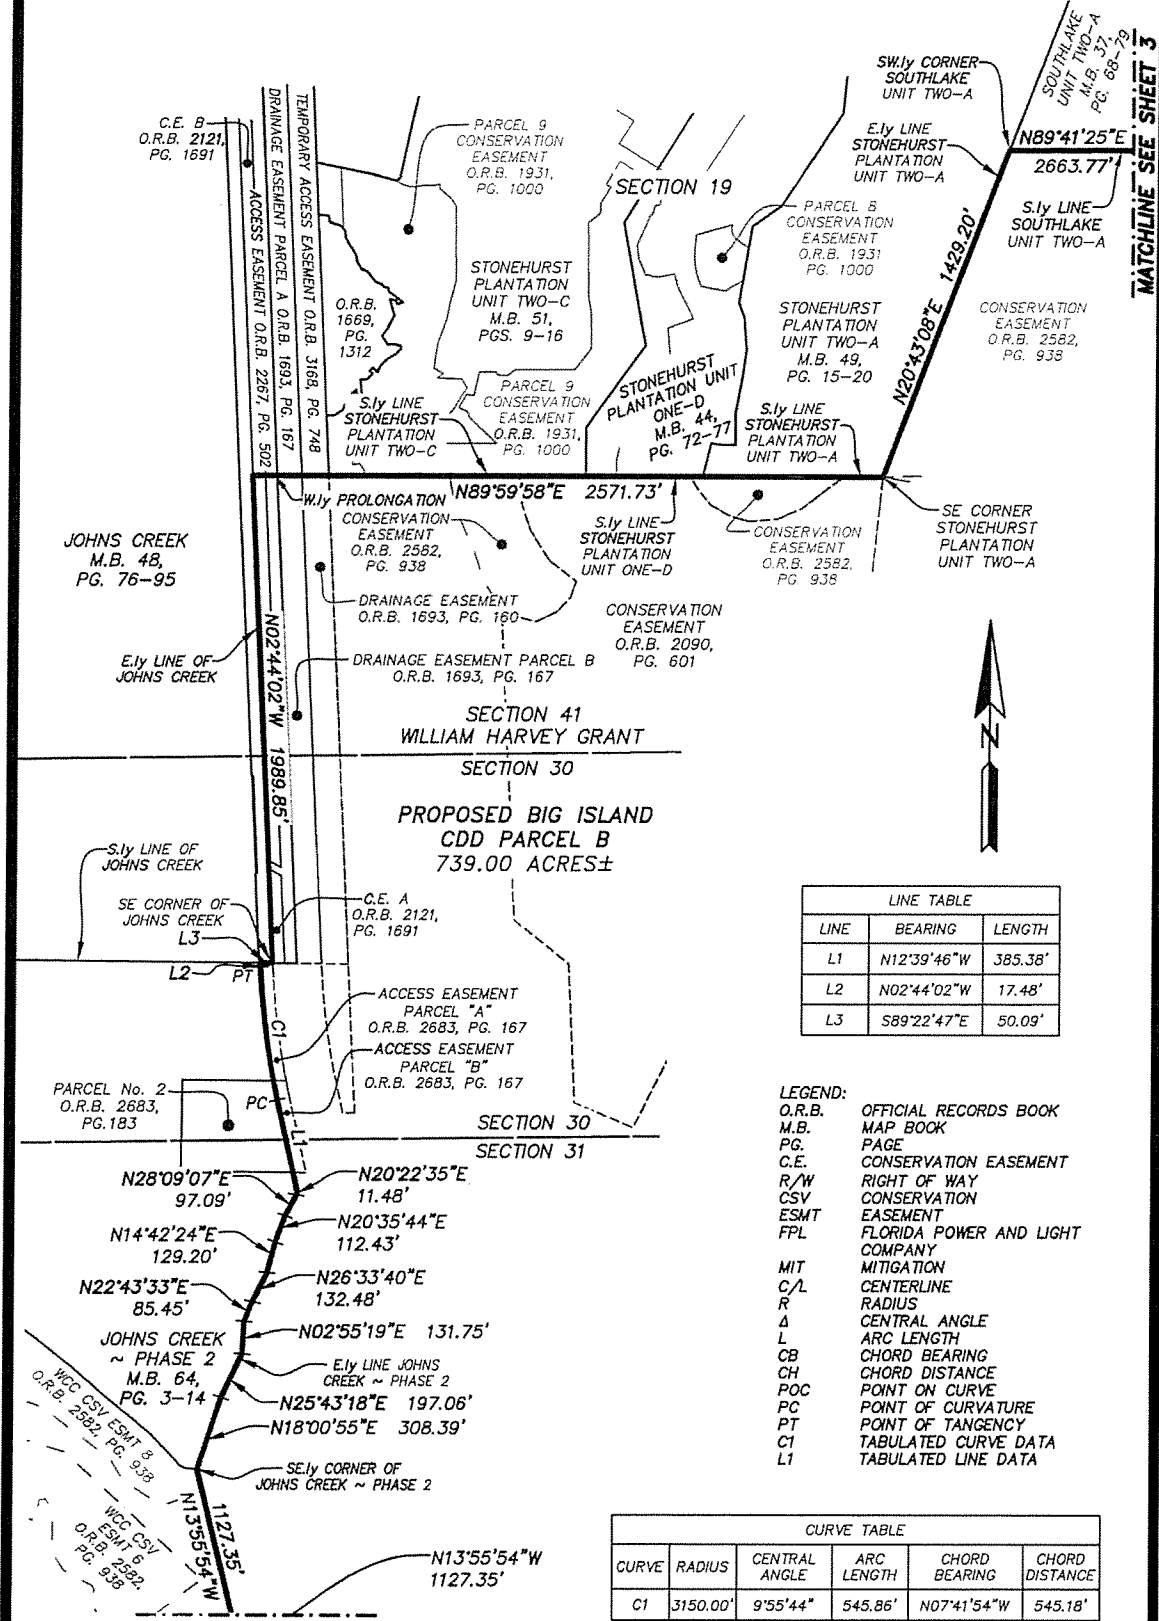 SOUTHLAKE
UNIT TWO-A
M.B. 37,
PG. 68-79
MATCHLINE SEE SHEET 3
SW.ly CORNER
SOUTHLAKE
UNIT TWO-A
N89°41'25"E
2663.77'
E.ly LINE
STONEHURST
PLANTATION
UNIT TWO-A
S.ly LINE
SOUTHLAKE
UNIT TWO-A
C.E. B
O.R.B. 2121,
PG. 1691
ACCESS EASEMENT O.R.B. 2267, PG. 502
DRAINAGE EASEMENT PARCEL A O.R.B. 1693, PG. 167
TEMPORARY ACCESS EASEMENT O.R.B. 3168, PG. 748
PARCEL 9
CONSERVATION
EASEMENT
O.R.B. 1931,
PG. 1000
SECTION 19
PARCEL 8
CONSERVATION
EASEMENT
O.R.B. 1931
PG. 1000
STONEHURST
PLANTATION
UNIT TWO-C
M.B. 51,
PGS. 9-16
O.R.B.
1669,
PG.
1312
STONEHURST
PLANTATION
UNIT TWO-A
M.B. 49,
PG. 15-20
N20°43'08"E 1429.20'
CONSERVATION
EASEMENT
O.R.B. 2582,
PG. 938
STONEHURST
PLANTATION UNIT
ONE-D
M.B. 44,
PG. 72-77
PARCEL 9
CONSERVATION
EASEMENT
O.R.B. 1931,
PG. 1000
S.ly LINE
STONEHURST
PLANTATION
UNIT TWO-C
S.ly LINE
STONEHURST
PLANTATION
UNIT TWO-A
W.ly PROLONGATION
N89°59'58"E 2571.73'
JOHNS CREEK
M.B. 48,
PG. 76-95
CONSERVATION
EASEMENT
O.R.B. 2582,
PG. 938
S.ly LINE
STONEHURST
PLANTATION
UNIT ONE-D
CONSERVATION
EASEMENT
O.R.B. 2582,
PG. 938
SE CORNER
STONEHURST
PLANTATION
UNIT TWO-A
DRAINAGE EASEMENT
O.R.B. 1693, PG. 160
CONSERVATION
EASEMENT
O.R.B. 2090,
PG. 601
E.ly LINE OF
JOHNS CREEK
N02°44'02"W 1989.85'
DRAINAGE EASEMENT PARCEL B
O.R.B. 1693, PG. 167
SECTION 41
WILLIAM HARVEY GRANT
SECTION 30
N
PROPOSED BIG ISLAND
CDD PARCEL B
739.00 ACRES±
S.ly LINE OF
JOHNS CREEK
SE CORNER OF
JOHNS CREEK
L3
C.E. A
O.R.B. 2121,
PG. 1691
L2
PT
LINE TABLE
LINE BEARING LENGTH
L1 N12°39'46"W 385.38'
L2 N02°44'02"W 17.48'
L3 S89°22'47"E 50.09'
ACCESS EASEMENT
PARCEL "A"
O.R.B. 2683, PG. 167
C1
ACCESS EASEMENT
PARCEL "B"
O.R.B. 2683, PG. 167
PARCEL No. 2
O.R.B. 2683,
PG.183
PC
L1
SECTION 30
SECTION 31
N28°09'07"E
97.09'
N20°22'35"E
11.48'
N14°42'24"E
129.20'
N20°35'44"E
112.43'
N22°43'33"E
85.45'
N26°33'40"E
132.48'
N02°55'19"E 131.75'
JOHNS CREEK
~ PHASE 2
M.B. 64,
PG. 3-14
E.ly LINE JOHNS
CREEK ~ PHASE 2
N25°43'18"E 197.06'
N18°00'55"E 308.39'
SE.ly CORNER OF
JOHNS CREEK ~ PHASE 2
WCC CSV ESMT 8
O.R.B. 2582, PG. 938
WCC CSV
ESMT 6
O.R.B. 2582,
PG. 938
1127.35'
N13°55'54"W
N13°55'54"W
1127.35'
LEGEND:
O.R.B. OFFICIAL RECORDS BOOK
M.B. MAP BOOK
PG. PAGE
C.E. CONSERVATION EASEMENT
R/W RIGHT OF WAY
CSV CONSERVATION
ESMT EASEMENT
FPL FLORIDA POWER AND LIGHT
COMPANY
MIT MITIGATION
C/L CENTERLINE
R RADIUS
Δ CENTRAL ANGLE
L ARC LENGTH
CB CHORD BEARING
CH CHORD DISTANCE
POC POINT ON CURVE
PC POINT OF CURVATURE
PT POINT OF TANGENCY
C1 TABULATED CURVE DATA
L1 TABULATED LINE DATA
CURVE TABLE
CURVE RADIUS CENTRAL ANGLE ARC LENGTH CHORD BEARING CHORD DISTANCE
C1 3150.00' 9°55'44" 545.86' N07°41'54"W 545.18'